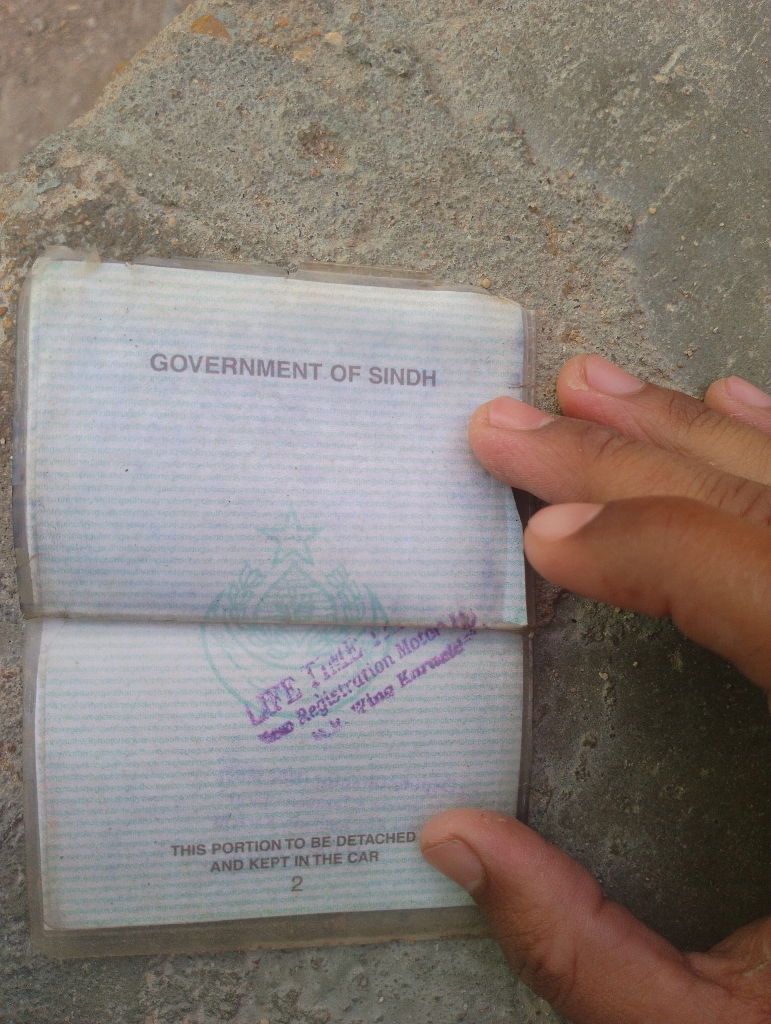 GOVERNMENT OF SINDH
LIFE TIME
Registration Motor
Wing Karachi
THIS PORTION TO BE DETACHED
AND KEPT IN THE CAR
2